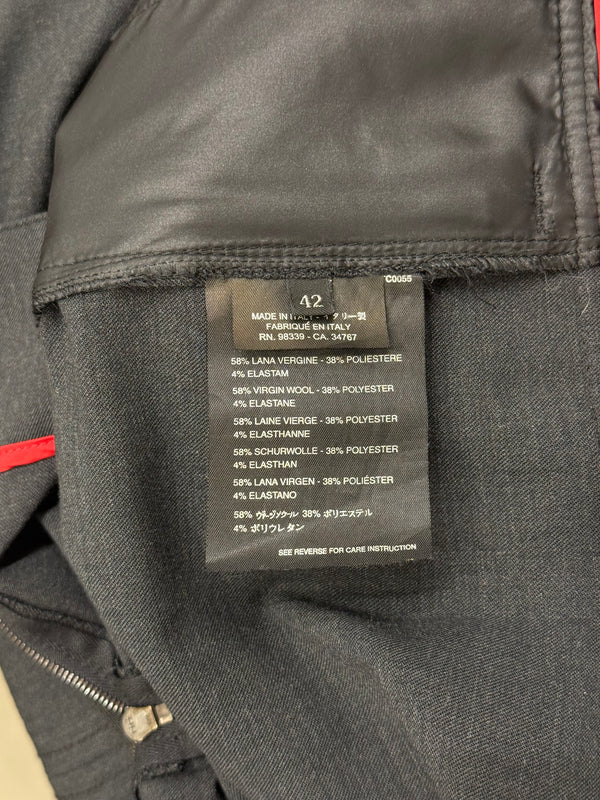 C0055
42
MADE IN ITALY - イタリー製
FABRIQUÉ EN ITALY
RN. 98339 - CA. 34767
58% LANA VERGINE - 38% POLIESTERE
4% ELASTAM
58% VIRGIN WOOL - 38% POLYESTER
4% ELASTANE
58% LAINE VIERGE - 38% POLYESTER
4% ELASTHANNE
58% SCHURWOLLE - 38% POLYESTER
4% ELASTHAN
58% LANA VIRGEN - 38% POLIÉSTER
4% ELASTANO
58% ヴァージンウール 38% ポリエステル
4% ポリウレタン
SEE REVERSE FOR CARE INSTRUCTION